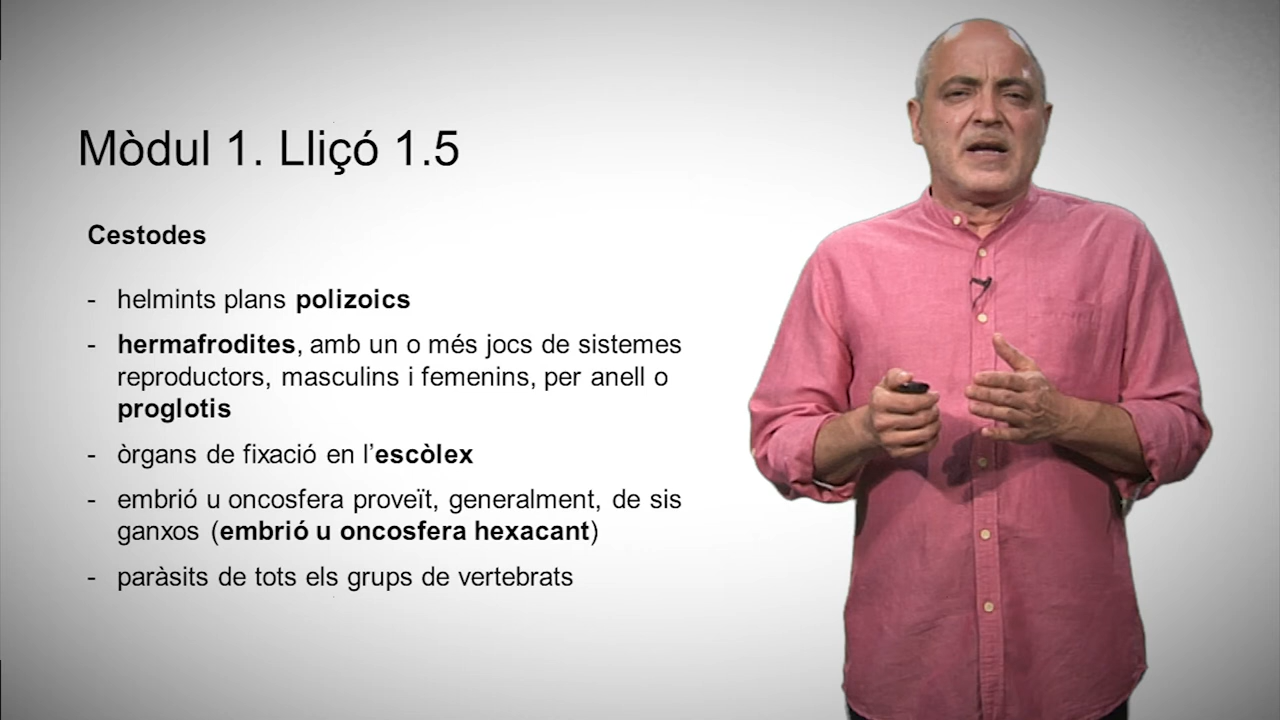 Mòdul 1. Lliçó 1.5
Cestodes
- helmints plans polizoics
- hermafrodites, amb un o més jocs de sistemes
reproductors, masculins i femenins, per anell o
proglotis
- òrgans de fixació en l’escòlex
- embrió u oncosfera proveït, generalment, de sis
ganxos (embrió u oncosfera hexacant)
- paràsits de tots els grups de vertebrats